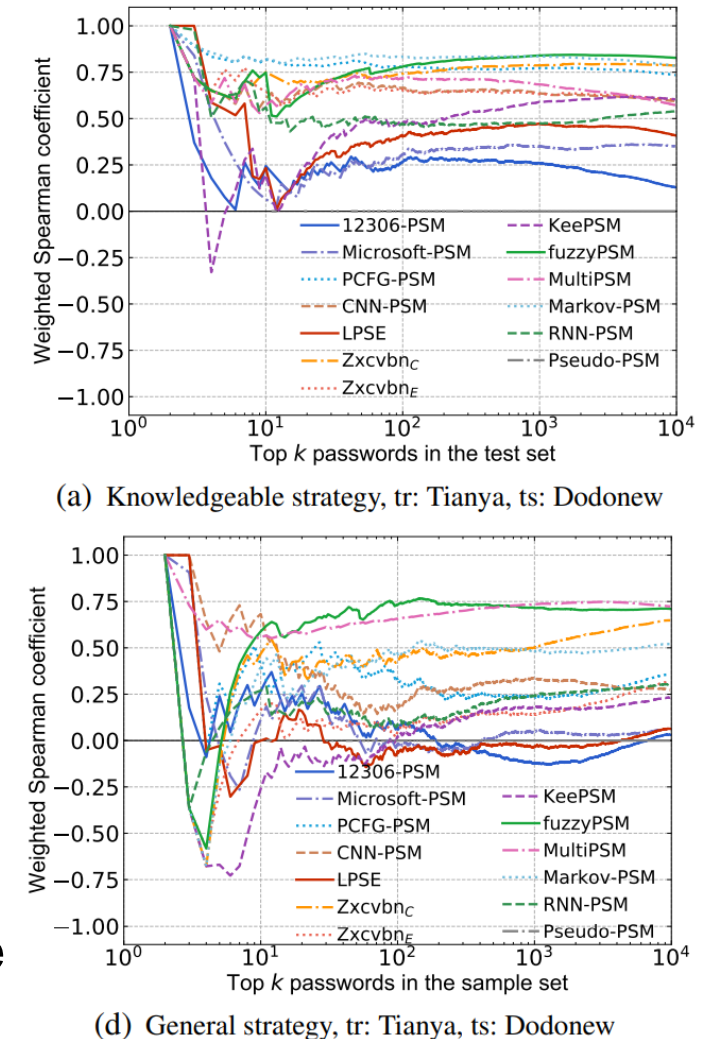 Weighted Spearman coefficient
1.00
0.75
0.50
0.25
0.00
−0.25
−0.50
−0.75
−1.00
12306-PSM
Microsoft-PSM
PCFG-PSM
CNN-PSM
LPSE
Zxcvbn_C
Zxcvbn_E
KeePSM
fuzzyPSM
MultiPSM
Markov-PSM
RNN-PSM
Pseudo-PSM
10^0 10^1 10^2 10^3 10^4
Top k passwords in the test set
(a) Knowledgeable strategy, tr: Tianya, ts: Dodonew
Weighted Spearman coefficient
1.00
0.75
0.50
0.25
0.00
−0.25
−0.50
−0.75
−1.00
12306-PSM
Microsoft-PSM
PCFG-PSM
CNN-PSM
LPSE
Zxcvbn_C
Zxcvbn_E
KeePSM
fuzzyPSM
MultiPSM
Markov-PSM
RNN-PSM
Pseudo-PSM
e
10^0 10^1 10^2 10^3 10^4
Top k passwords in the sample set
(d) General strategy, tr: Tianya, ts: Dodonew